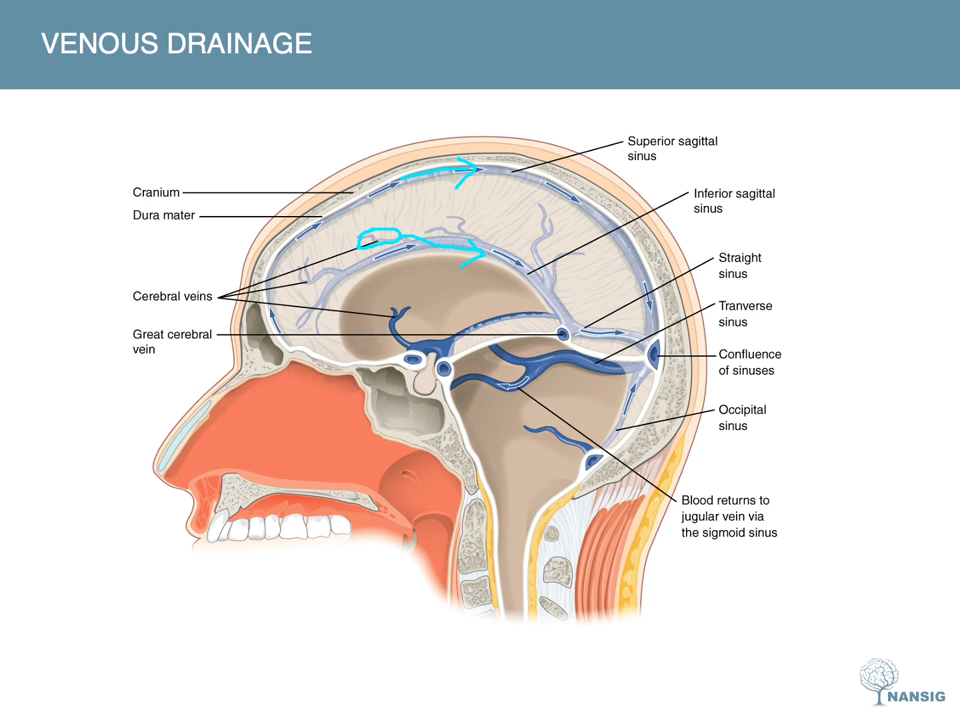 VENOUS DRAINAGE
Superior sagittal
sinus
Cranium
Dura mater
Inferior sagittal
sinus
Straight
sinus
Cerebral veins
Tranverse
sinus
Great cerebral
vein
Confluence
of sinuses
Occipital
sinus
Blood returns to
jugular vein via
the sigmoid sinus
NANSIG